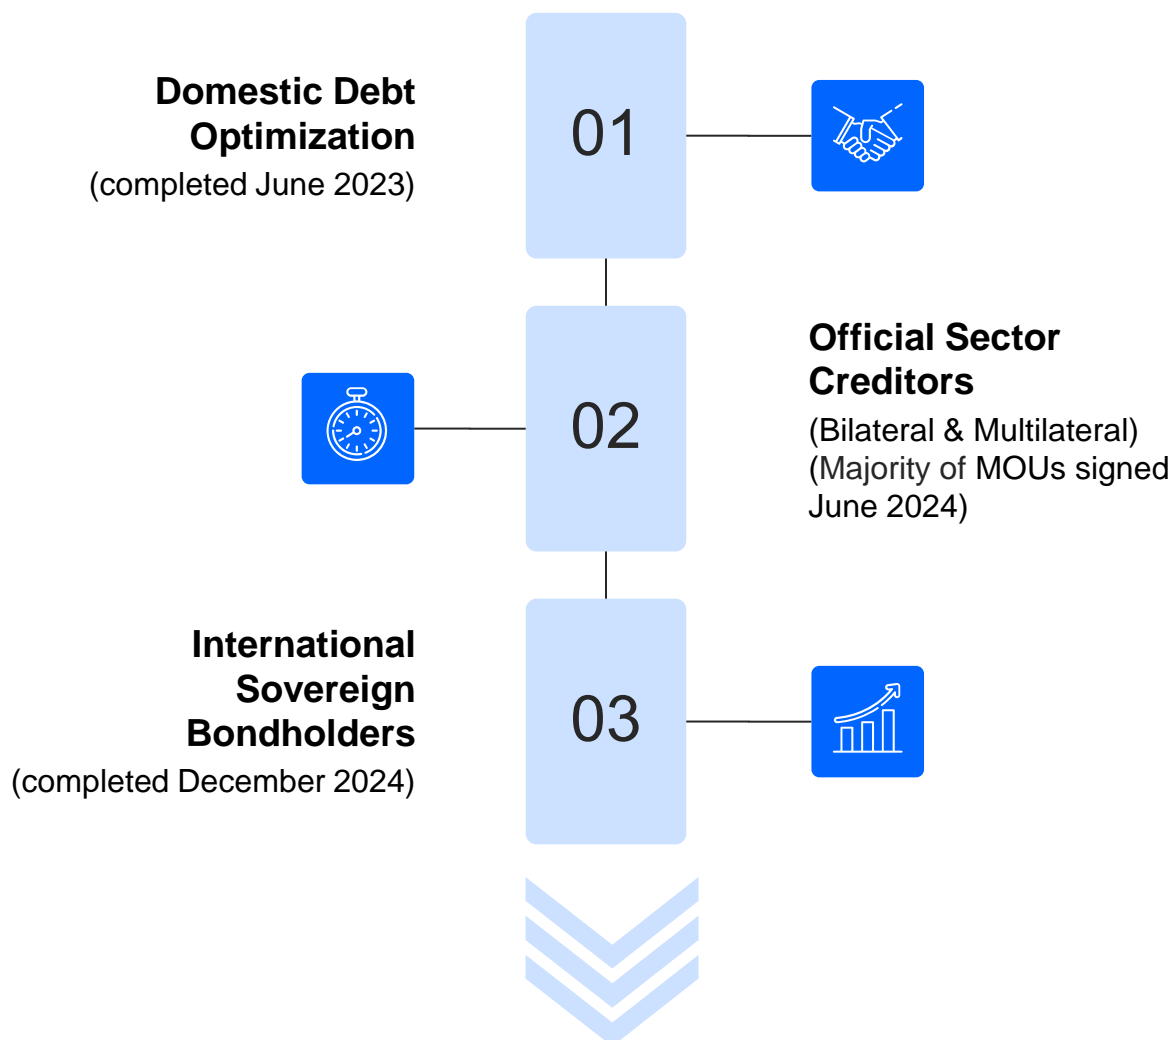 Domestic Debt
Optimization
(completed June 2023)
01
02
Official Sector
Creditors
(Bilateral & Multilateral)
(Majority of MOUs signed
June 2024)
International
Sovereign
Bondholders
(completed December 2024)
03